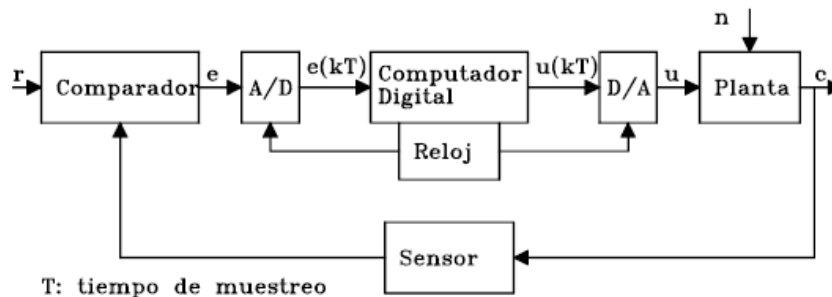 n
r
Comparador
e
A/D
e(kT)
Computador
Digital
u(kT)
D/A
u
Planta
c
Reloj
Sensor
T: tiempo de muestreo